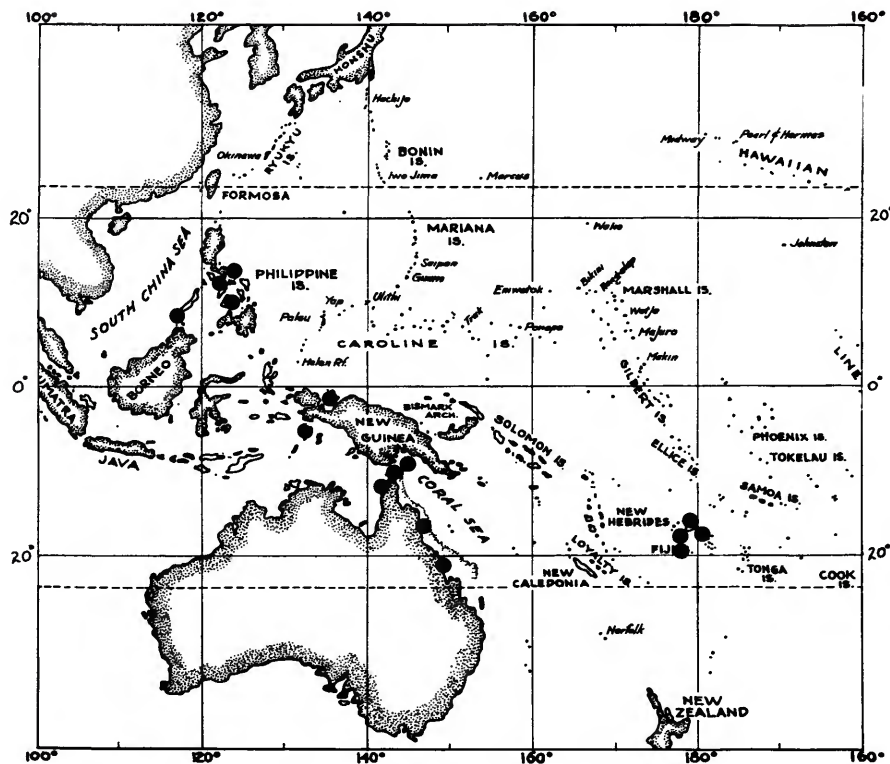 100° 120° 140° 160° 180° 160°
HONSHU
Hachijo
Midway
Pearl & Hermes
HAWAIIAN
Okinawa
RYUKYU
IS.
BONIN
IS.
Iwo Jima
Marcus
FORMOSA
20° 20°
MARIANA
IS.
Wake
Johnston
SOUTH CHINA SEA
PHILIPPINE
IS.
Saipan
Guam
Eniwetok
Bikini
Rongelap
MARSHALL IS.
Yap
Ulithi
Wotje
Palau
Truk
Ponape
Majuro
CAROLINE IS.
Helen Rf.
Makin
LINE
BORNEO
0° 0°
SUMATRA
GILBERT IS.
BISMARK
ARCH.
NEW
GUINEA
SOLOMON IS.
PHOENIX IS.
JAVA
ELLICE IS.
TOKELAU IS.
CORAL SEA
SAMOA IS.
NEW
HEBRIDES
FIJI
20° 20°
LOYALTY IS.
NEW
CALEDONIA
TONGA
IS.
COOK
IS.
Norfolk
NEW
ZEALAND
40° 40°
100° 120° 140° 160° 180° 160°